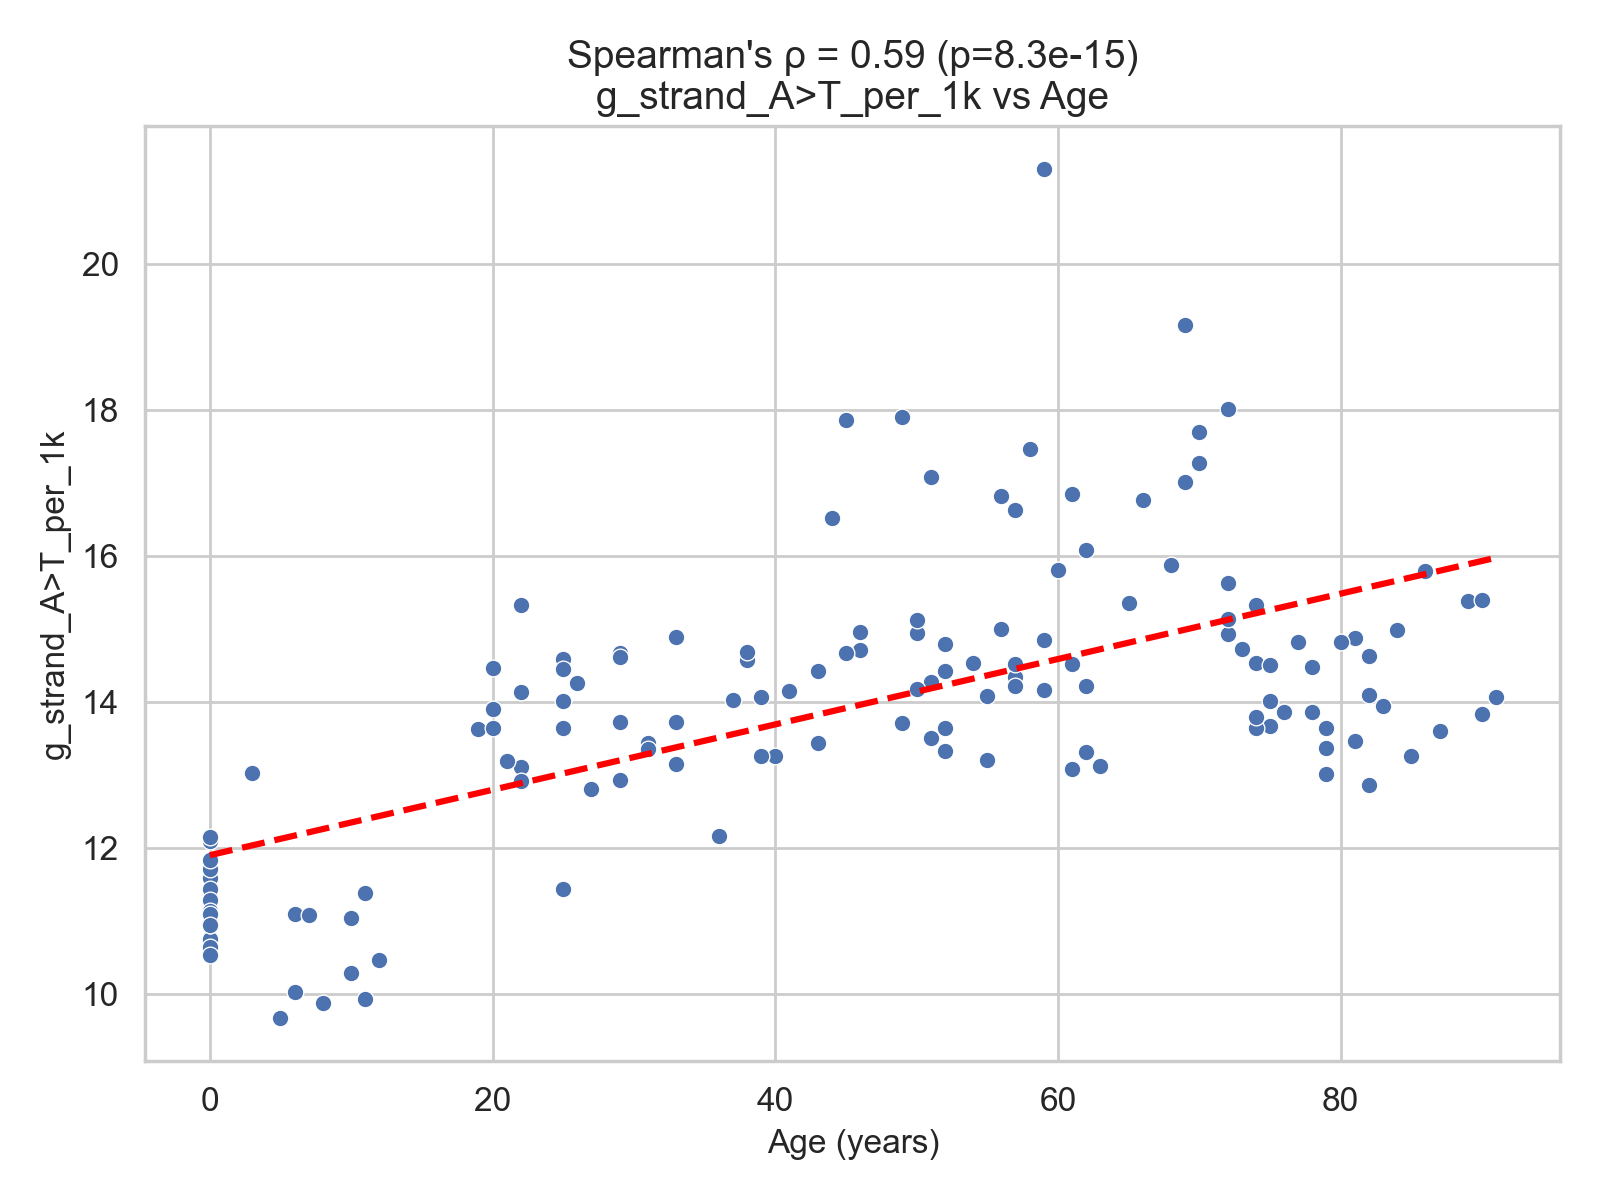 Spearman's ρ = 0.59 (p=8.3e-15)
g_strand_A>T_per_1k vs Age
g_strand_A>T_per_1k
20
18
16
14
12
10
0
20
40
60
80
Age (years)